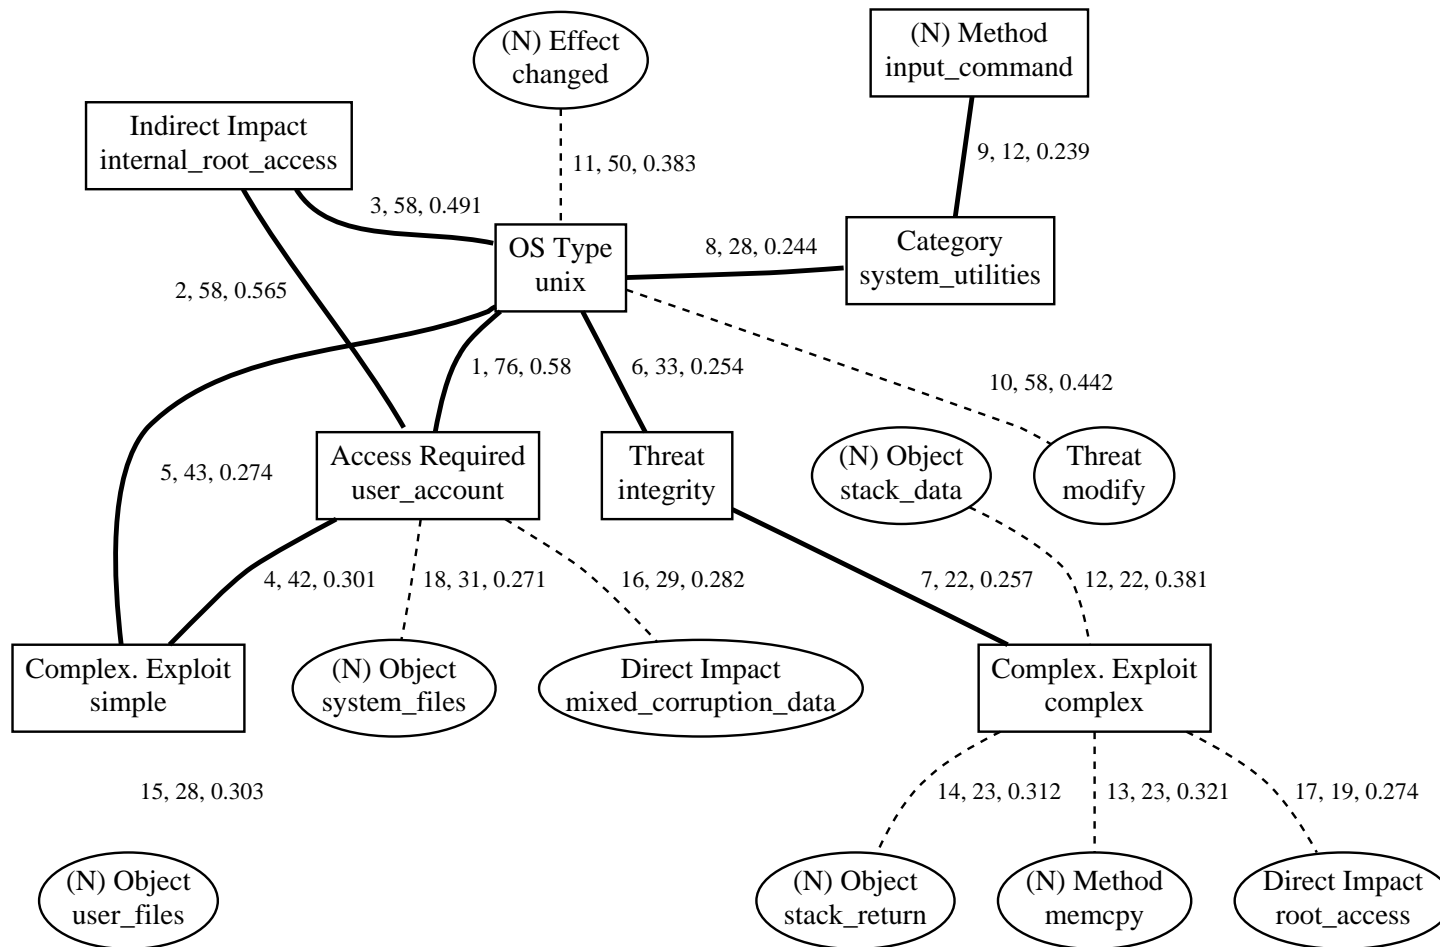 (N) Effect
changed
(N) Method
input_command
Indirect Impact
internal_root_access
9, 12, 0.239
11, 50, 0.383
3, 58, 0.491
OS Type
unix
8, 28, 0.244
Category
system_utilities
2, 58, 0.565
1, 76, 0.58
6, 33, 0.254
10, 58, 0.442
5, 43, 0.274
Access Required
user_account
Threat
integrity
(N) Object
stack_data
Threat
modify
4, 42, 0.301
18, 31, 0.271
16, 29, 0.282
7, 22, 0.257
12, 22, 0.381
Complex. Exploit
simple
(N) Object
system_files
Direct Impact
mixed_corruption_data
Complex. Exploit
complex
15, 28, 0.303
14, 23, 0.312
13, 23, 0.321
17, 19, 0.274
(N) Object
user_files
(N) Object
stack_return
(N) Method
memcpy
Direct Impact
root_access